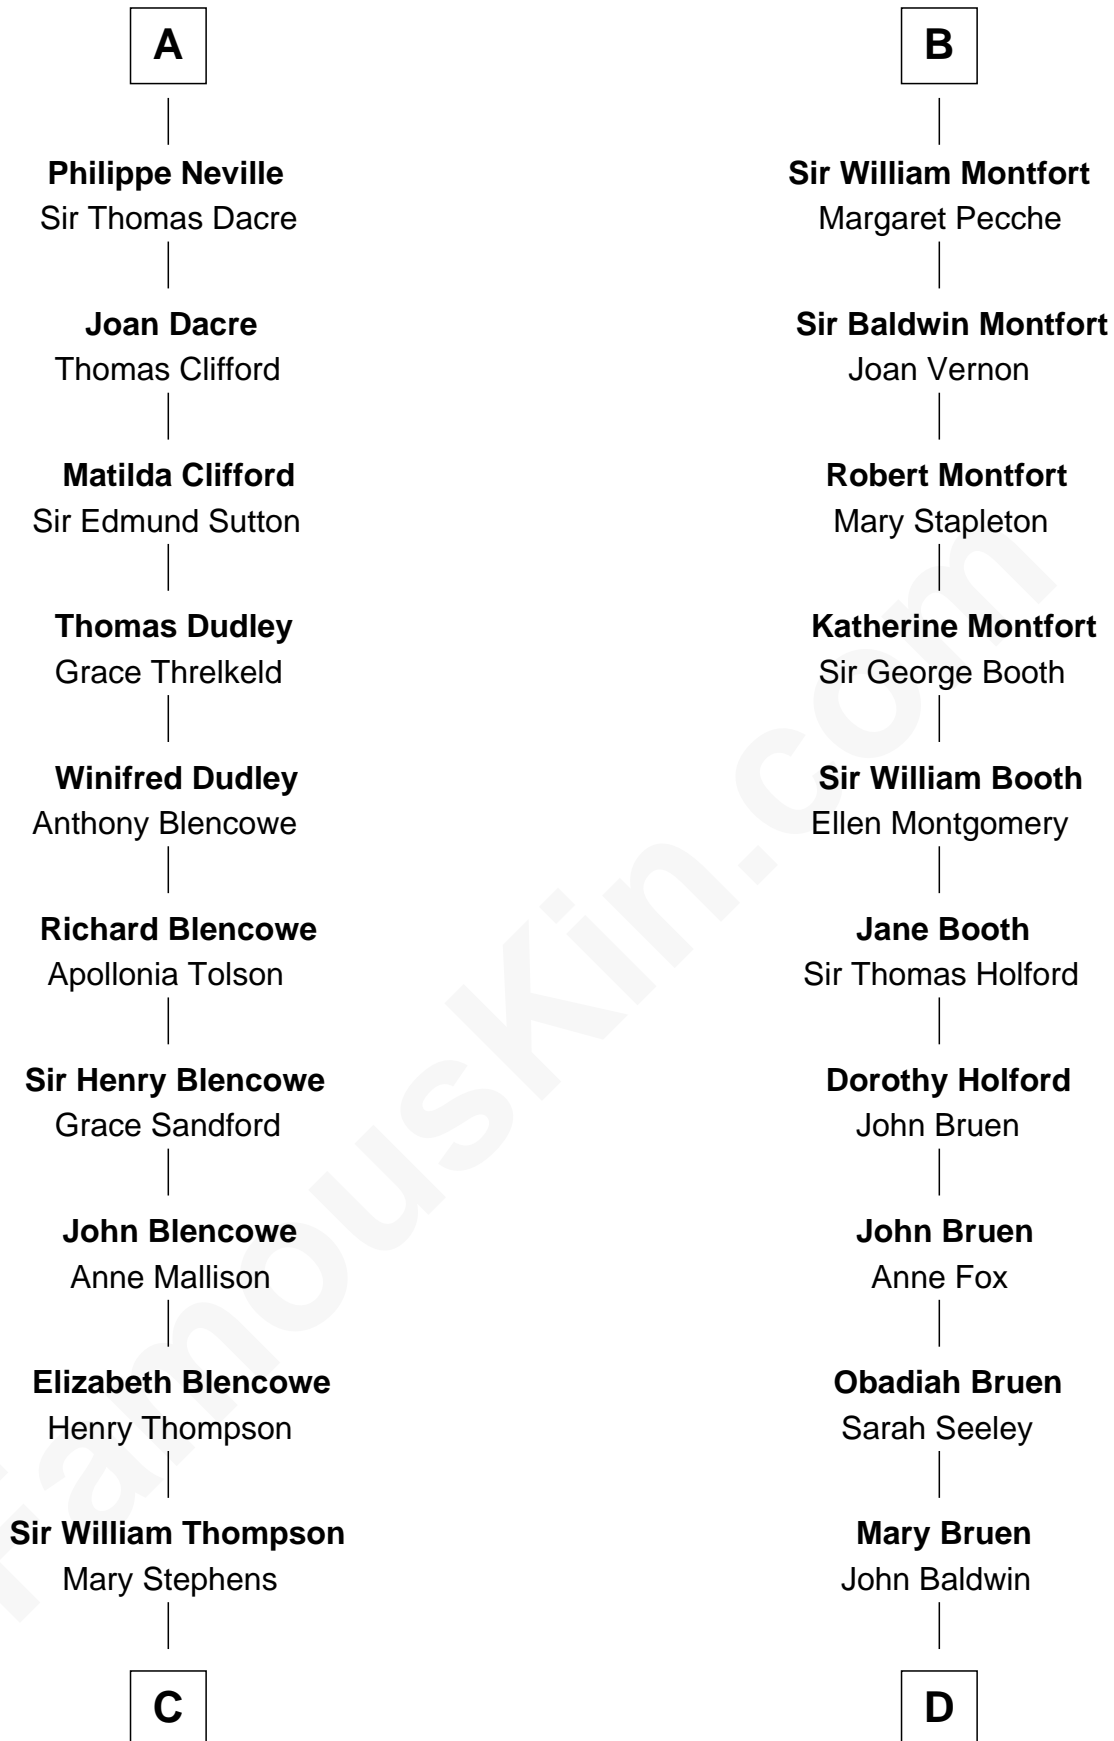 A
Philippe Neville
Sir Thomas Dacre
Joan Dacre
Thomas Clifford
Matilda Clifford
Sir Edmund Sutton
Thomas Dudley
Grace Threlkeld
Winifred Dudley
Anthony Blencowe
Richard Blencowe
Apollonia Tolson
Sir Henry Blencowe
Grace Sandford
John Blencowe
Anne Mallison
Elizabeth Blencowe
Henry Thompson
Sir William Thompson
Mary Stephens
C
B
Sir William Montfort
Margaret Pecche
Sir Baldwin Montfort
Joan Vernon
Robert Montfort
Mary Stapleton
Katherine Montfort
Sir George Booth
Sir William Booth
Ellen Montgomery
Jane Booth
Sir Thomas Holford
Dorothy Holford
John Bruen
John Bruen
Anne Fox
Obadiah Bruen
Sarah Seeley
Mary Bruen
John Baldwin
D
FamousKin.com